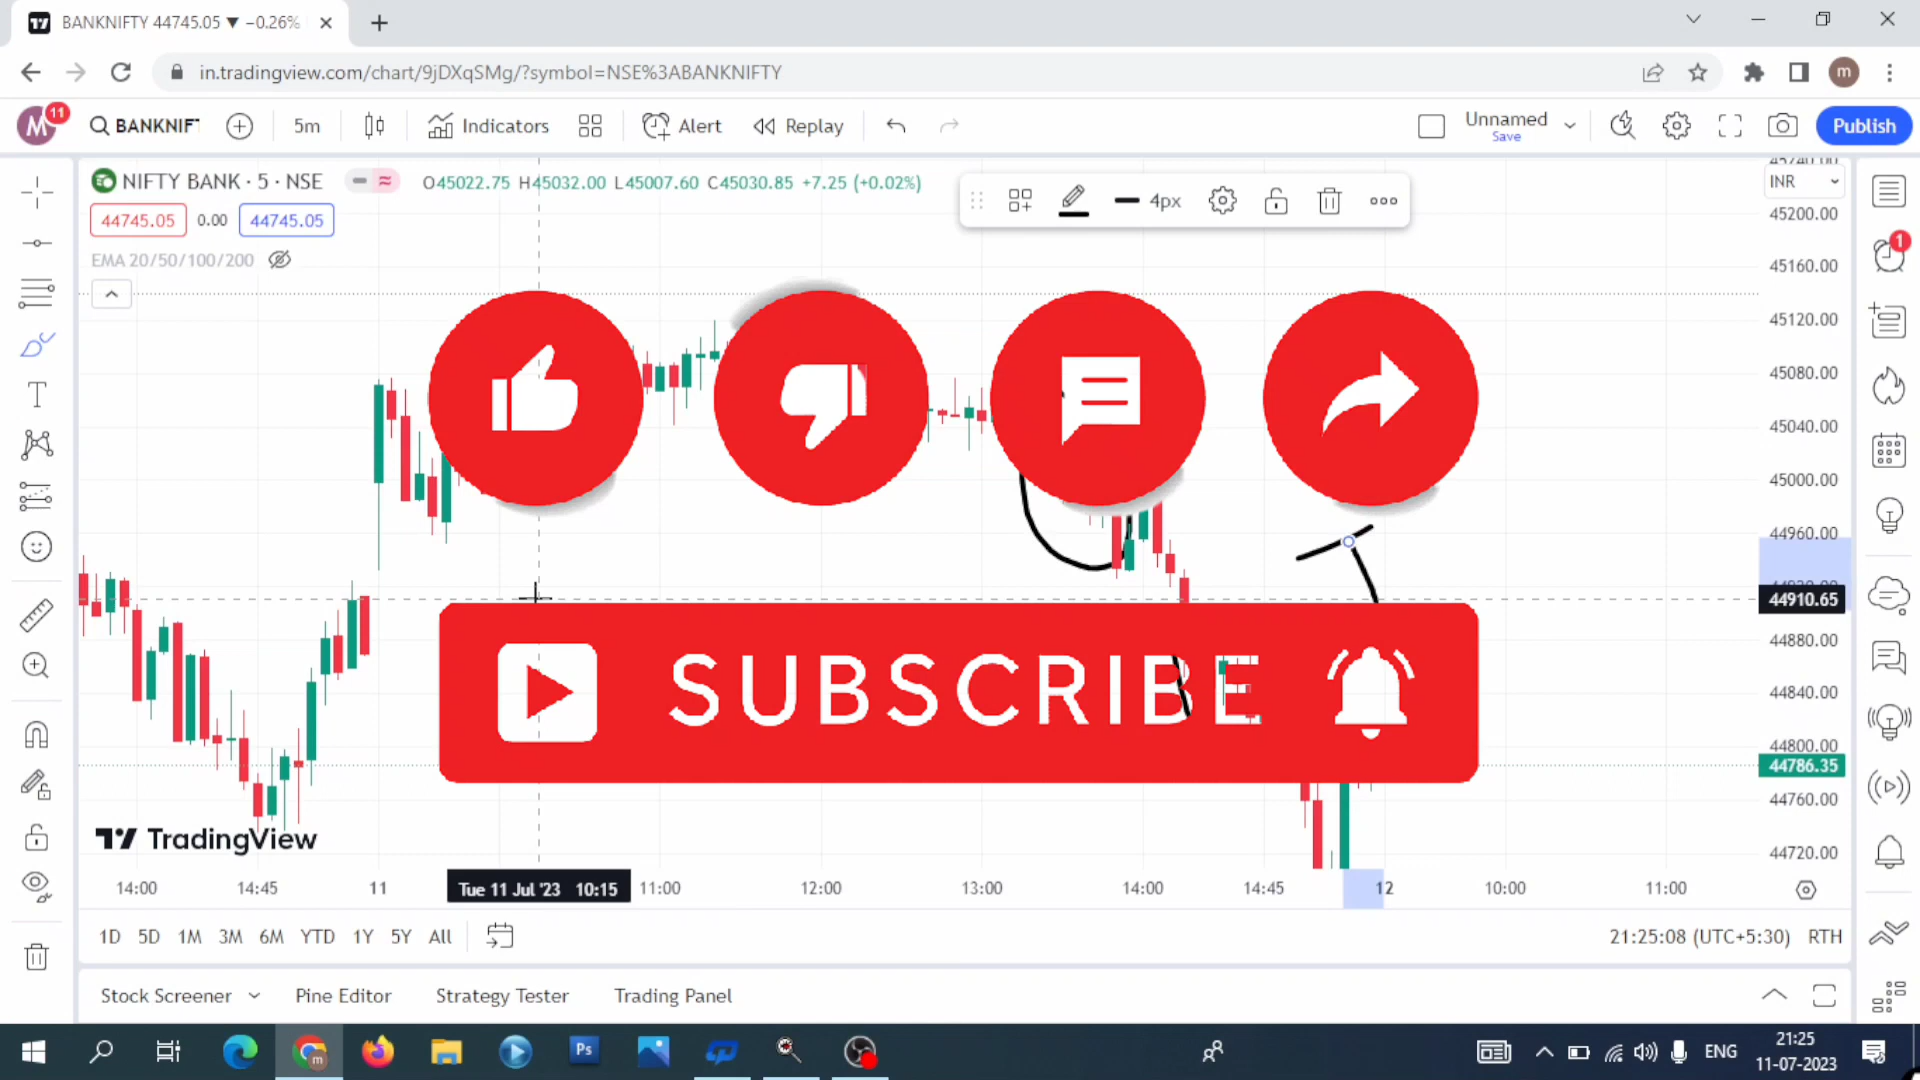 BANKNIFTY 44745.05 ▼ −0.26%
in.tradingview.com/chart/9jDXqSMg/?symbol=NSE%3ABANKNIFTY
M 11
BANKNIFT
5m
Indicators
Alert
Replay
Unnamed
Save
Publish
m
NIFTY BANK · 5 · NSE
O45022.75 H45032.00 L45007.60 C45030.85 +7.25 (+0.02%)
4px
INR
44745.05 0.00 44745.05
EMA 20/50/100/200
45240.00
45200.00
45160.00
45120.00
45080.00
45040.00
45000.00
44960.00
44910.65
44880.00
44840.00
44800.00
44786.35
44760.00
44720.00
1
SUBSCRIBE
TradingView
14:00 14:45 11 Tue 11 Jul '23 10:15 11:00 12:00 13:00 14:00 14:45 12 10:00 11:00
1D 5D 1M 3M 6M YTD 1Y 5Y All
21:25:08 (UTC+5:30) RTH
Stock Screener Pine Editor Strategy Tester Trading Panel
Ps
m
ENG
21:25
11-07-2023